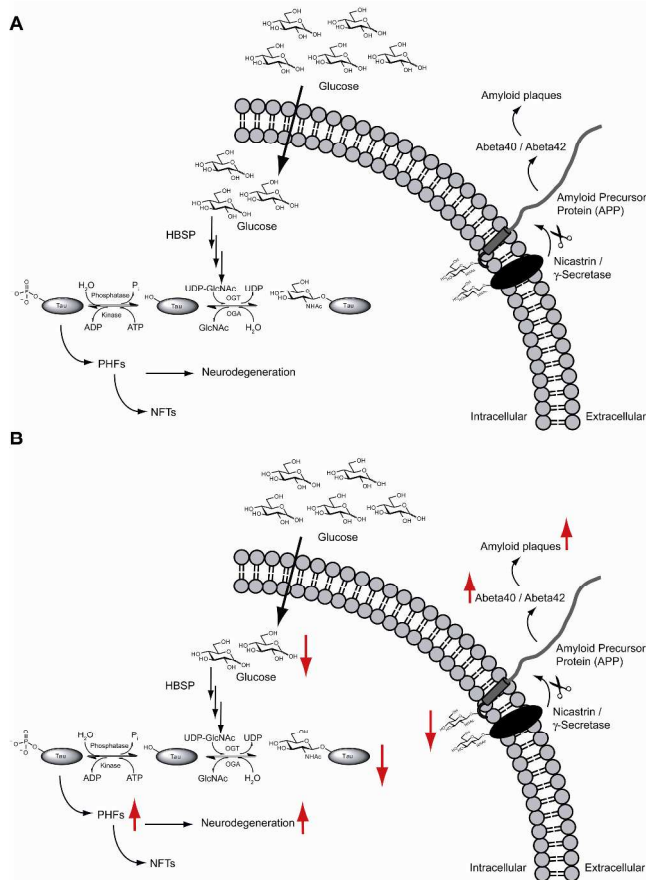 A
Glucose
Amyloid plaques
Abeta40 / Abeta42
Amyloid Precursor
Protein (APP)
Nicastrin /
γ-Secretase
Glucose
HBSP
H2O
Pi
UDP-GlcNAc
UDP
Tau
Phosphatase
Kinase
HO
Tau
OGT
OGA
NHAc
Tau
ADP
ATP
GlcNAc
H2O
PHFs
Neurodegeneration
NFTs
Intracellular
Extracellular
B
Glucose
Amyloid plaques
Abeta40 / Abeta42
Amyloid Precursor
Protein (APP)
Nicastrin /
γ-Secretase
Glucose
HBSP
H2O
Pi
UDP-GlcNAc
UDP
Tau
Phosphatase
Kinase
HO
Tau
OGT
OGA
NHAc
Tau
ADP
ATP
GlcNAc
H2O
PHFs
Neurodegeneration
NFTs
Intracellular
Extracellular